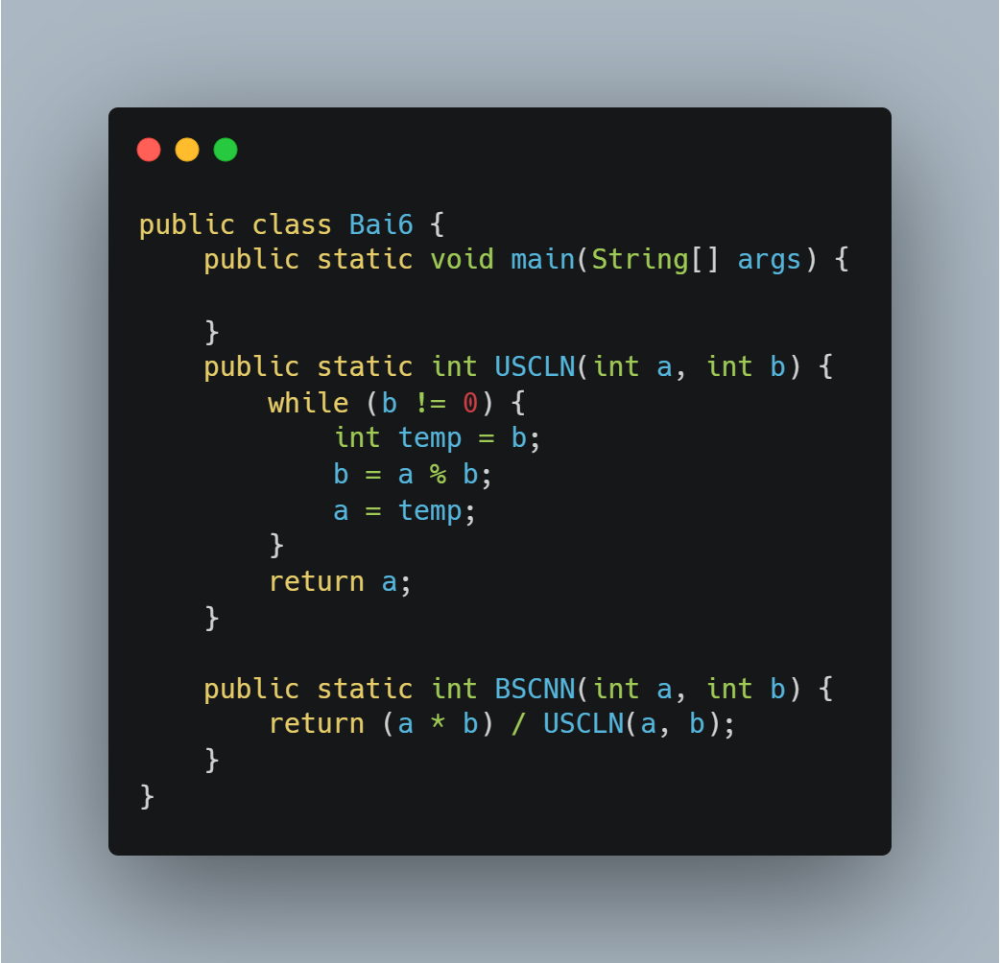 public class Bai6 {
    public static void main(String[] args) {

    }
    public static int USCLN(int a, int b) {
        while (b != 0) {
            int temp = b;
            b = a % b;
            a = temp;
        }
        return a;
    }

    public static int BSCNN(int a, int b) {
        return (a * b) / USCLN(a, b);
    }
}